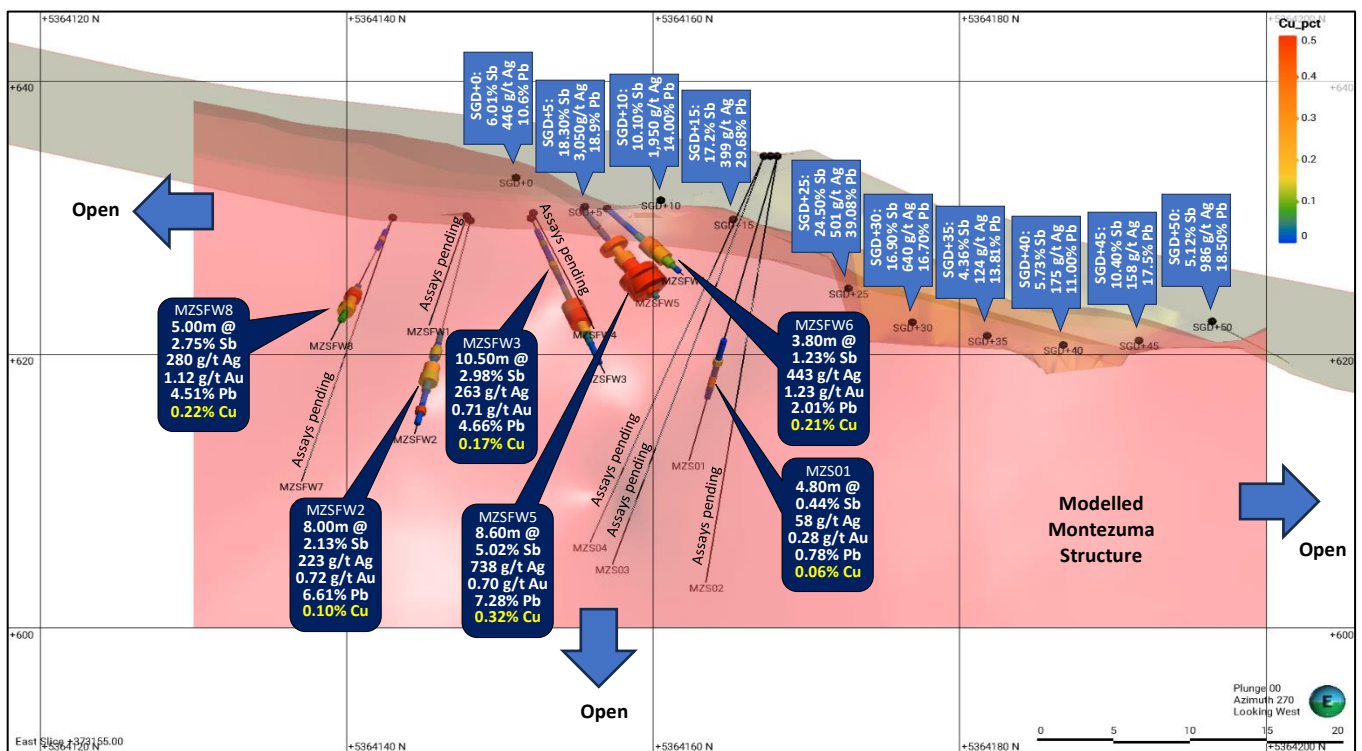 +5364120 N
+5364140 N
+5364160 N
+5364180 N
+5364200 N
Cu_pct
0.5
0.4
0.3
0.2
0.1
0
+640
+640
SGD+0:
6.01% Sb
446 g/t Ag
10.6% Pb
SGD+5:
18.30% Sb
3,050g/t Ag
18.9% Pb
SGD+10:
10.10% Sb
1,950 g/t Ag
14.00% Pb
SGD+15:
17.2% Sb
399 g/t Ag
29.68% Pb
SGD+25:
24.50% Sb
501 g/t Ag
39.08% Pb
SGD+30:
16.90% Sb
640 g/t Ag
16.70% Pb
SGD+35:
4.36% Sb
124 g/t Ag
13.81% Pb
SGD+40:
5.73% Sb
175 g/t Ag
11.00% Pb
SGD+45:
10.40% Sb
158 g/t Ag
17.5% Pb
SGD+50:
5.12% Sb
986 g/t Ag
18.50% Pb
SGD+0
SGD+5
SGD+10
SGD+15
SGD+25
SGD+30
SGD+35
SGD+40
SGD+45
SGD+50
Open
Assays pending
Assays pending
Assays pending
Assays pending
Assays pending
Assays pending
MZSFW8
MZSFW1
MZSFW4
MZSFW5
MZSFW3
MZSFW2
MZSFW7
MZS01
MZS04
MZS03
MZS02
MZSFW8
5.00m @
2.75% Sb
280 g/t Ag
1.12 g/t Au
4.51% Pb
0.22% Cu
MZSFW3
10.50m @
2.98% Sb
263 g/t Ag
0.71 g/t Au
4.66% Pb
0.17% Cu
MZSFW6
3.80m @
1.23% Sb
443 g/t Ag
1.23 g/t Au
2.01% Pb
0.21% Cu
MZSFW2
8.00m @
2.13% Sb
223 g/t Ag
0.72 g/t Au
6.61% Pb
0.10% Cu
MZSFW5
8.60m @
5.02% Sb
738 g/t Ag
0.70 g/t Au
7.28% Pb
0.32% Cu
MZS01
4.80m @
0.44% Sb
58 g/t Ag
0.28 g/t Au
0.78% Pb
0.06% Cu
+620
+620
Modelled
Montezuma
Structure
Open
+600
+600
Open
Plunge 00
Azimuth 270
Looking West
E
0 5 10 15 20
East Slice +373155.00
+5364120 N
+5364140 N
+5364160 N
+5364180 N
+5364200 N